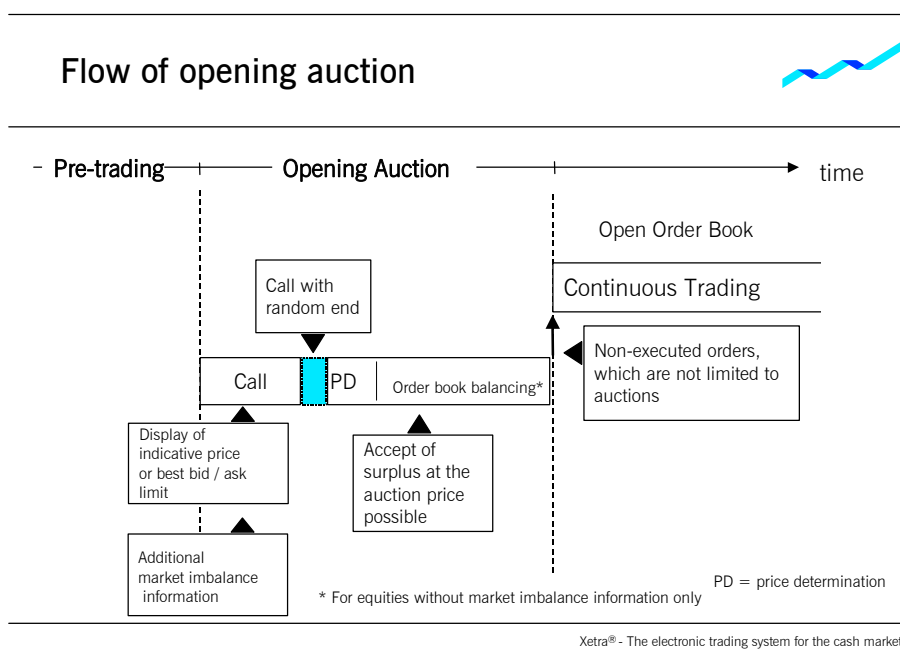 Flow of opening auction
Pre-trading
Opening Auction
time
Open Order Book
Continuous Trading
Call with
random end
Non-executed orders,
which are not limited to
auctions
Call
PD
Order book balancing*
Display of
indicative price
or best bid / ask
limit
Accept of
surplus at the
auction price
possible
Additional
market imbalance
information
PD = price determination
* For equities without market imbalance information only
Xetra® - The electronic trading system for the cash market